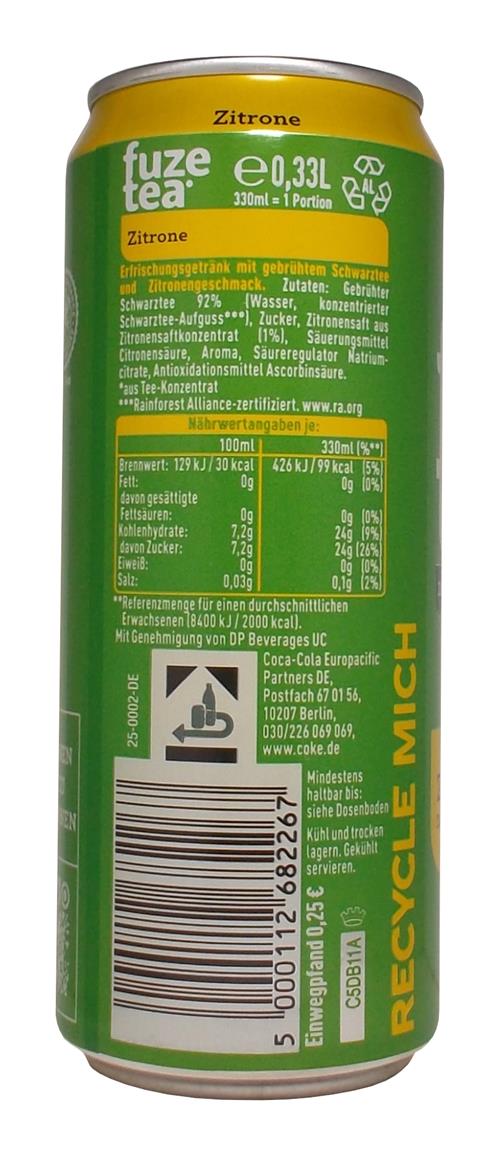 Zitrone
fuze
tea
e 0,33L
330ml = 1 Portion
AL
Zitrone
Erfrischungsgetränk mit gebrühtem Schwarztee
und Zitronengeschmack. Zutaten: Gebrühter
Schwarztee 92% (Wasser, konzentrierter
Schwarztee-Aufguss***), Zucker, Zitronensaft aus
Zitronensaftkonzentrat (1%), Säuerungsmittel
Citronensäure, Aroma, Säureregulator Natrium-
citrate, Antioxidationsmittel Ascorbinsäure.
*aus Tee-Konzentrat
***Rainforest Alliance-zertifiziert. www.ra.org
Nährwertangaben je:
100ml 330ml (%**)
Brennwert: 129 kJ / 30 kcal 426 kJ / 99 kcal (5%)
Fett: 0g 0g (0%)
davon gesättigte
Fettsäuren: 0g 0g (0%)
Kohlenhydrate: 7,2g 24g (9%)
davon Zucker: 7,2g 24g (26%)
Eiweiß: 0g 0g (0%)
Salz: 0,03g 0,1g (2%)
**Referenzmenge für einen durchschnittlichen
Erwachsenen (8400 kJ / 2000 kcal).
Mit Genehmigung von DP Beverages UC
25-0002-DE
Coca-Cola Europacific
Partners DE,
Postfach 67 01 56,
10207 Berlin,
030/226 069 069,
www.coke.de
Mindestens
haltbar bis:
siehe Dosenboden
Kühl und trocken
lagern. Gekühlt
servieren.
5 000112 682267
Einwegpfand 0,25 €
C5DB11A
RECYCLE MICH